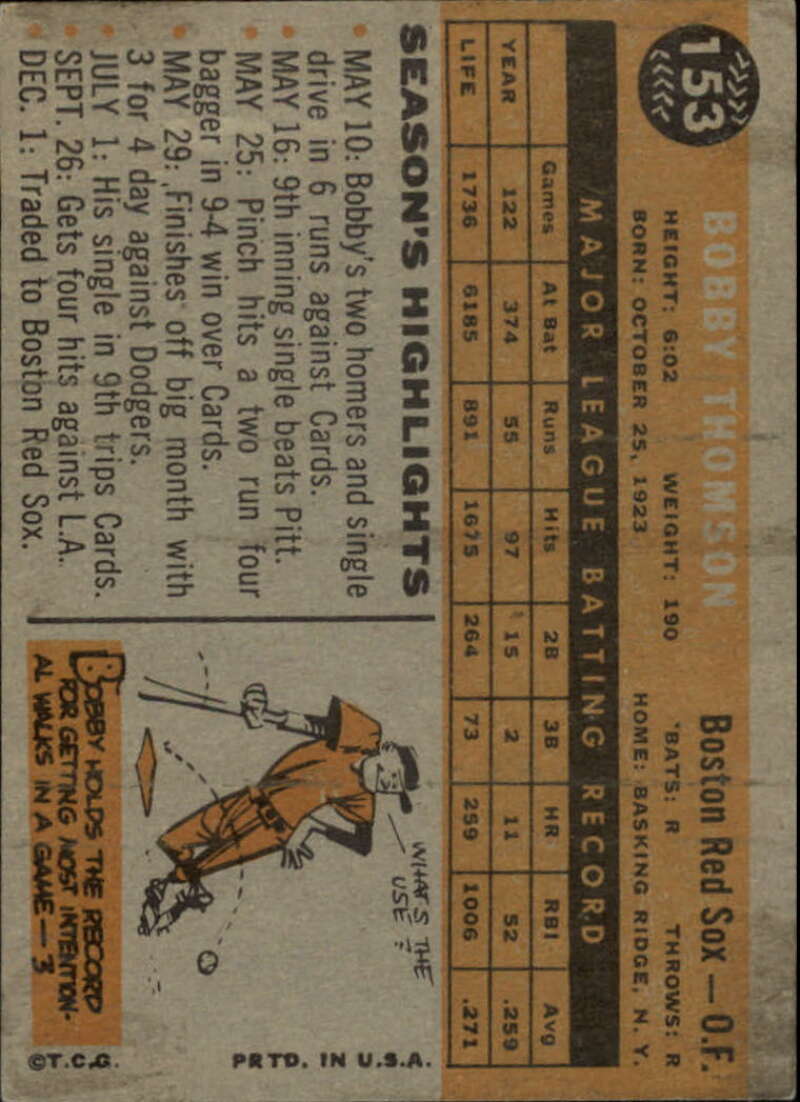 153
BOBBY THOMSON Boston Red Sox — O.F.
HEIGHT: 6:02 WEIGHT: 190 BATS: R THROWS: R
BORN: OCTOBER 25, 1923 HOME: BASKING RIDGE, N. Y.
MAJOR LEAGUE BATTING RECORD
Games At Bat Runs Hits 2B 3B HR RBI Avg
YEAR 122 374 55 97 15 2 11 52 .259
LIFE 1736 6185 891 1675 264 73 259 1006 .271
SEASON'S HIGHLIGHTS
• MAY 10: Bobby's two homers and single
drive in 6 runs against Cards.
• MAY 16: 9th inning single beats Pitt.
• MAY 25: Pinch hits a two run four
bagger in 9-4 win over Cards.
• MAY 29: Finishes off big month with
3 for 4 day against Dodgers.
• JULY 1: His single in 9th trips Cards.
• SEPT. 26: Gets four hits against L.A.
• DEC. 1: Traded to Boston Red Sox.
WHAT'S THE
USE?
BOBBY HOLDS THE RECORD
FOR GETTING MOST INTENTION-
AL WALKS IN A GAME — 3
©T.C.G. PRTD. IN U.S.A.